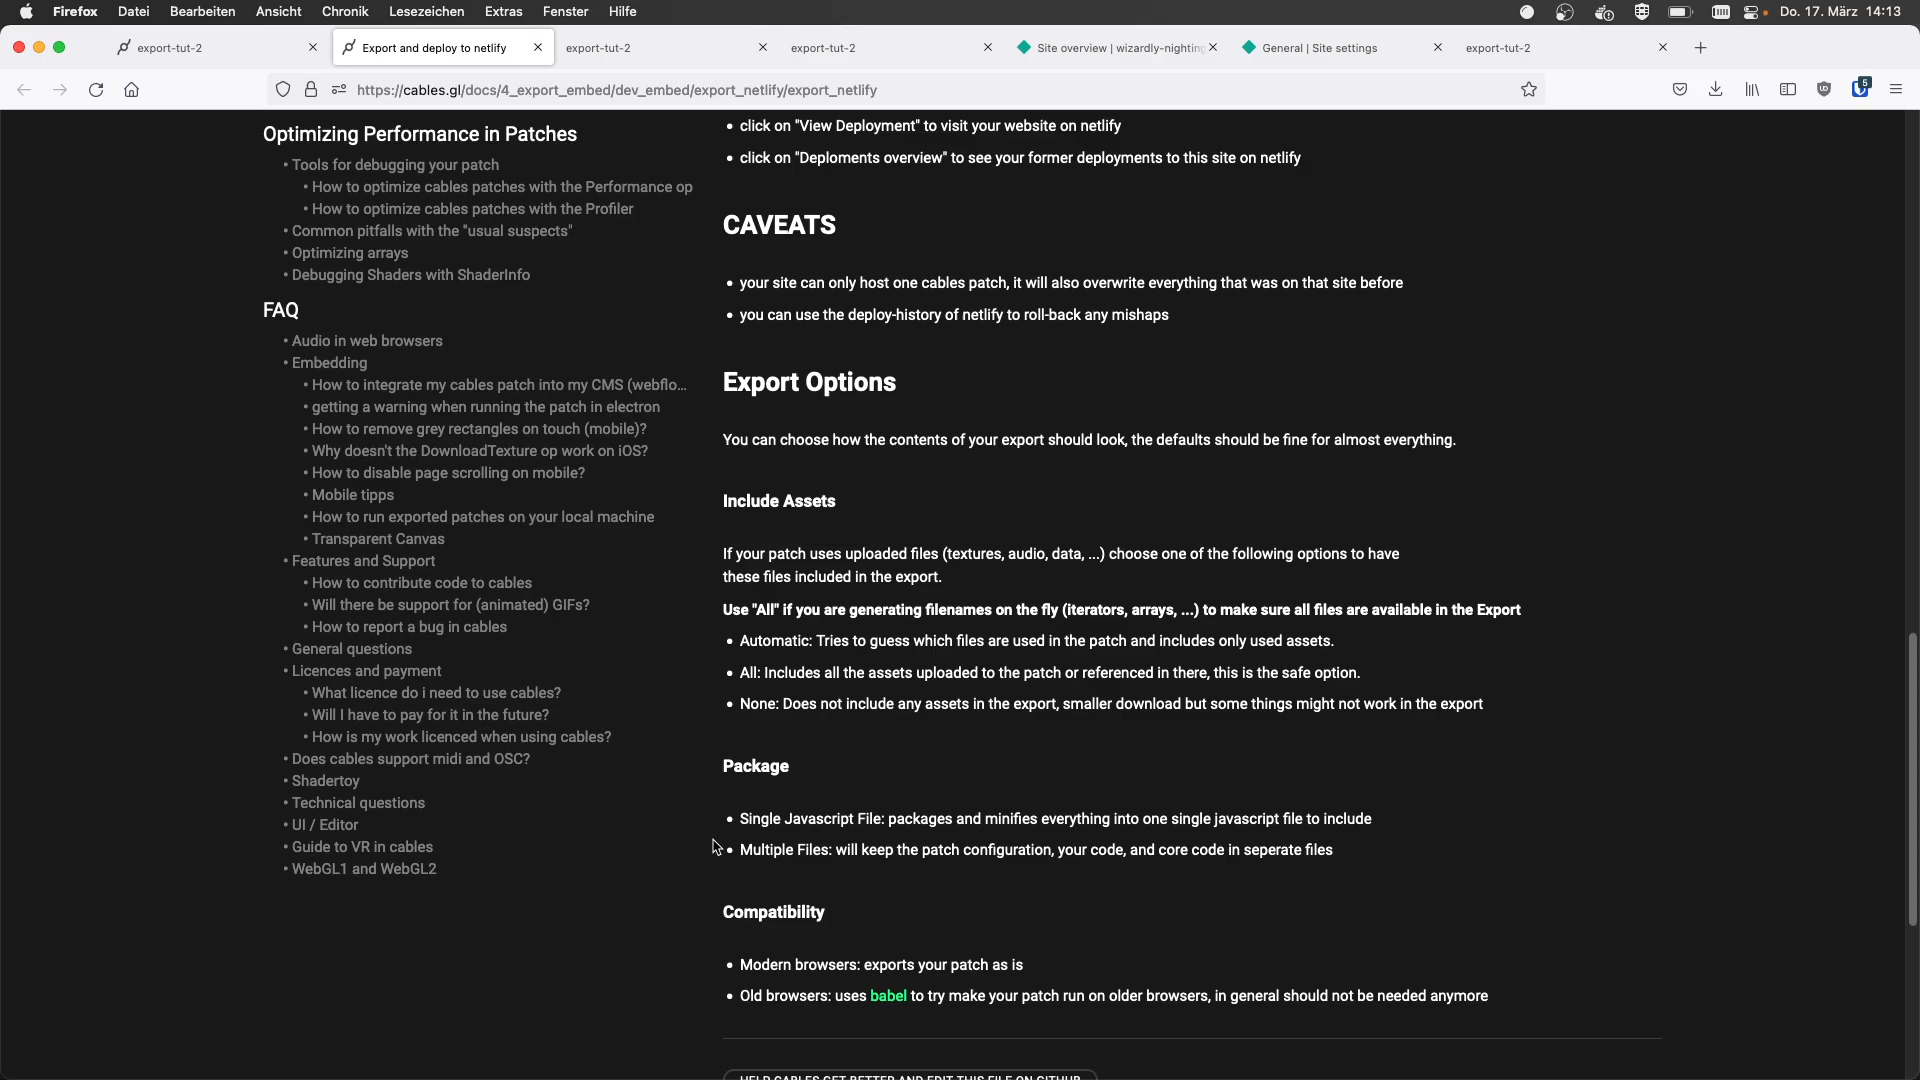 Firefox Datei Bearbeiten Ansicht Chronik Lesezeichen Extras Fenster Hilfe Do. 17. März 14:13
export-tut-2 Export and deploy to netlify export-tut-2 export-tut-2 Site overview | wizardly-nighting General | Site settings export-tut-2
https://cables.gl/docs/4_export_embed/dev_embed/export_netlify/export_netlify 5
Optimizing Performance in Patches
• Tools for debugging your patch
• How to optimize cables patches with the Performance op
• How to optimize cables patches with the Profiler
• Common pitfalls with the "usual suspects"
• Optimizing arrays
• Debugging Shaders with ShaderInfo
FAQ
• Audio in web browsers
• Embedding
• How to integrate my cables patch into my CMS (webflo...
• getting a warning when running the patch in electron
• How to remove grey rectangles on touch (mobile)?
• Why doesn't the DownloadTexture op work on iOS?
• How to disable page scrolling on mobile?
• Mobile tipps
• How to run exported patches on your local machine
• Transparent Canvas
• Features and Support
• How to contribute code to cables
• Will there be support for (animated) GIFs?
• How to report a bug in cables
• General questions
• Licences and payment
• What licence do i need to use cables?
• Will I have to pay for it in the future?
• How is my work licenced when using cables?
• Does cables support midi and OSC?
• Shadertoy
• Technical questions
• UI / Editor
• Guide to VR in cables
• WebGL1 and WebGL2
• click on "View Deployment" to visit your website on netlify
• click on "Deploments overview" to see your former deployments to this site on netlify
CAVEATS
• your site can only host one cables patch, it will also overwrite everything that was on that site before
• you can use the deploy-history of netlify to roll-back any mishaps
Export Options
You can choose how the contents of your export should look, the defaults should be fine for almost everything.
Include Assets
If your patch uses uploaded files (textures, audio, data, ...) choose one of the following options to have
these files included in the export.
Use "All" if you are generating filenames on the fly (iterators, arrays, ...) to make sure all files are available in the Export
• Automatic: Tries to guess which files are used in the patch and includes only used assets.
• All: Includes all the assets uploaded to the patch or referenced in there, this is the safe option.
• None: Does not include any assets in the export, smaller download but some things might not work in the export
Package
• Single Javascript File: packages and minifies everything into one single javascript file to include
• Multiple Files: will keep the patch configuration, your code, and core code in seperate files
Compatibility
• Modern browsers: exports your patch as is
• Old browsers: uses babel to try make your patch run on older browsers, in general should not be needed anymore
HELP CABLES GET BETTER AND EDIT THIS FILE ON GITHUB